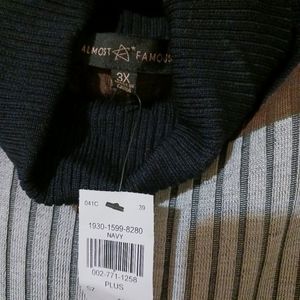 ALMOST FAMOUS
3X
041C 39
1930-1599-8280
NAVY
002-771-1258
PLUS